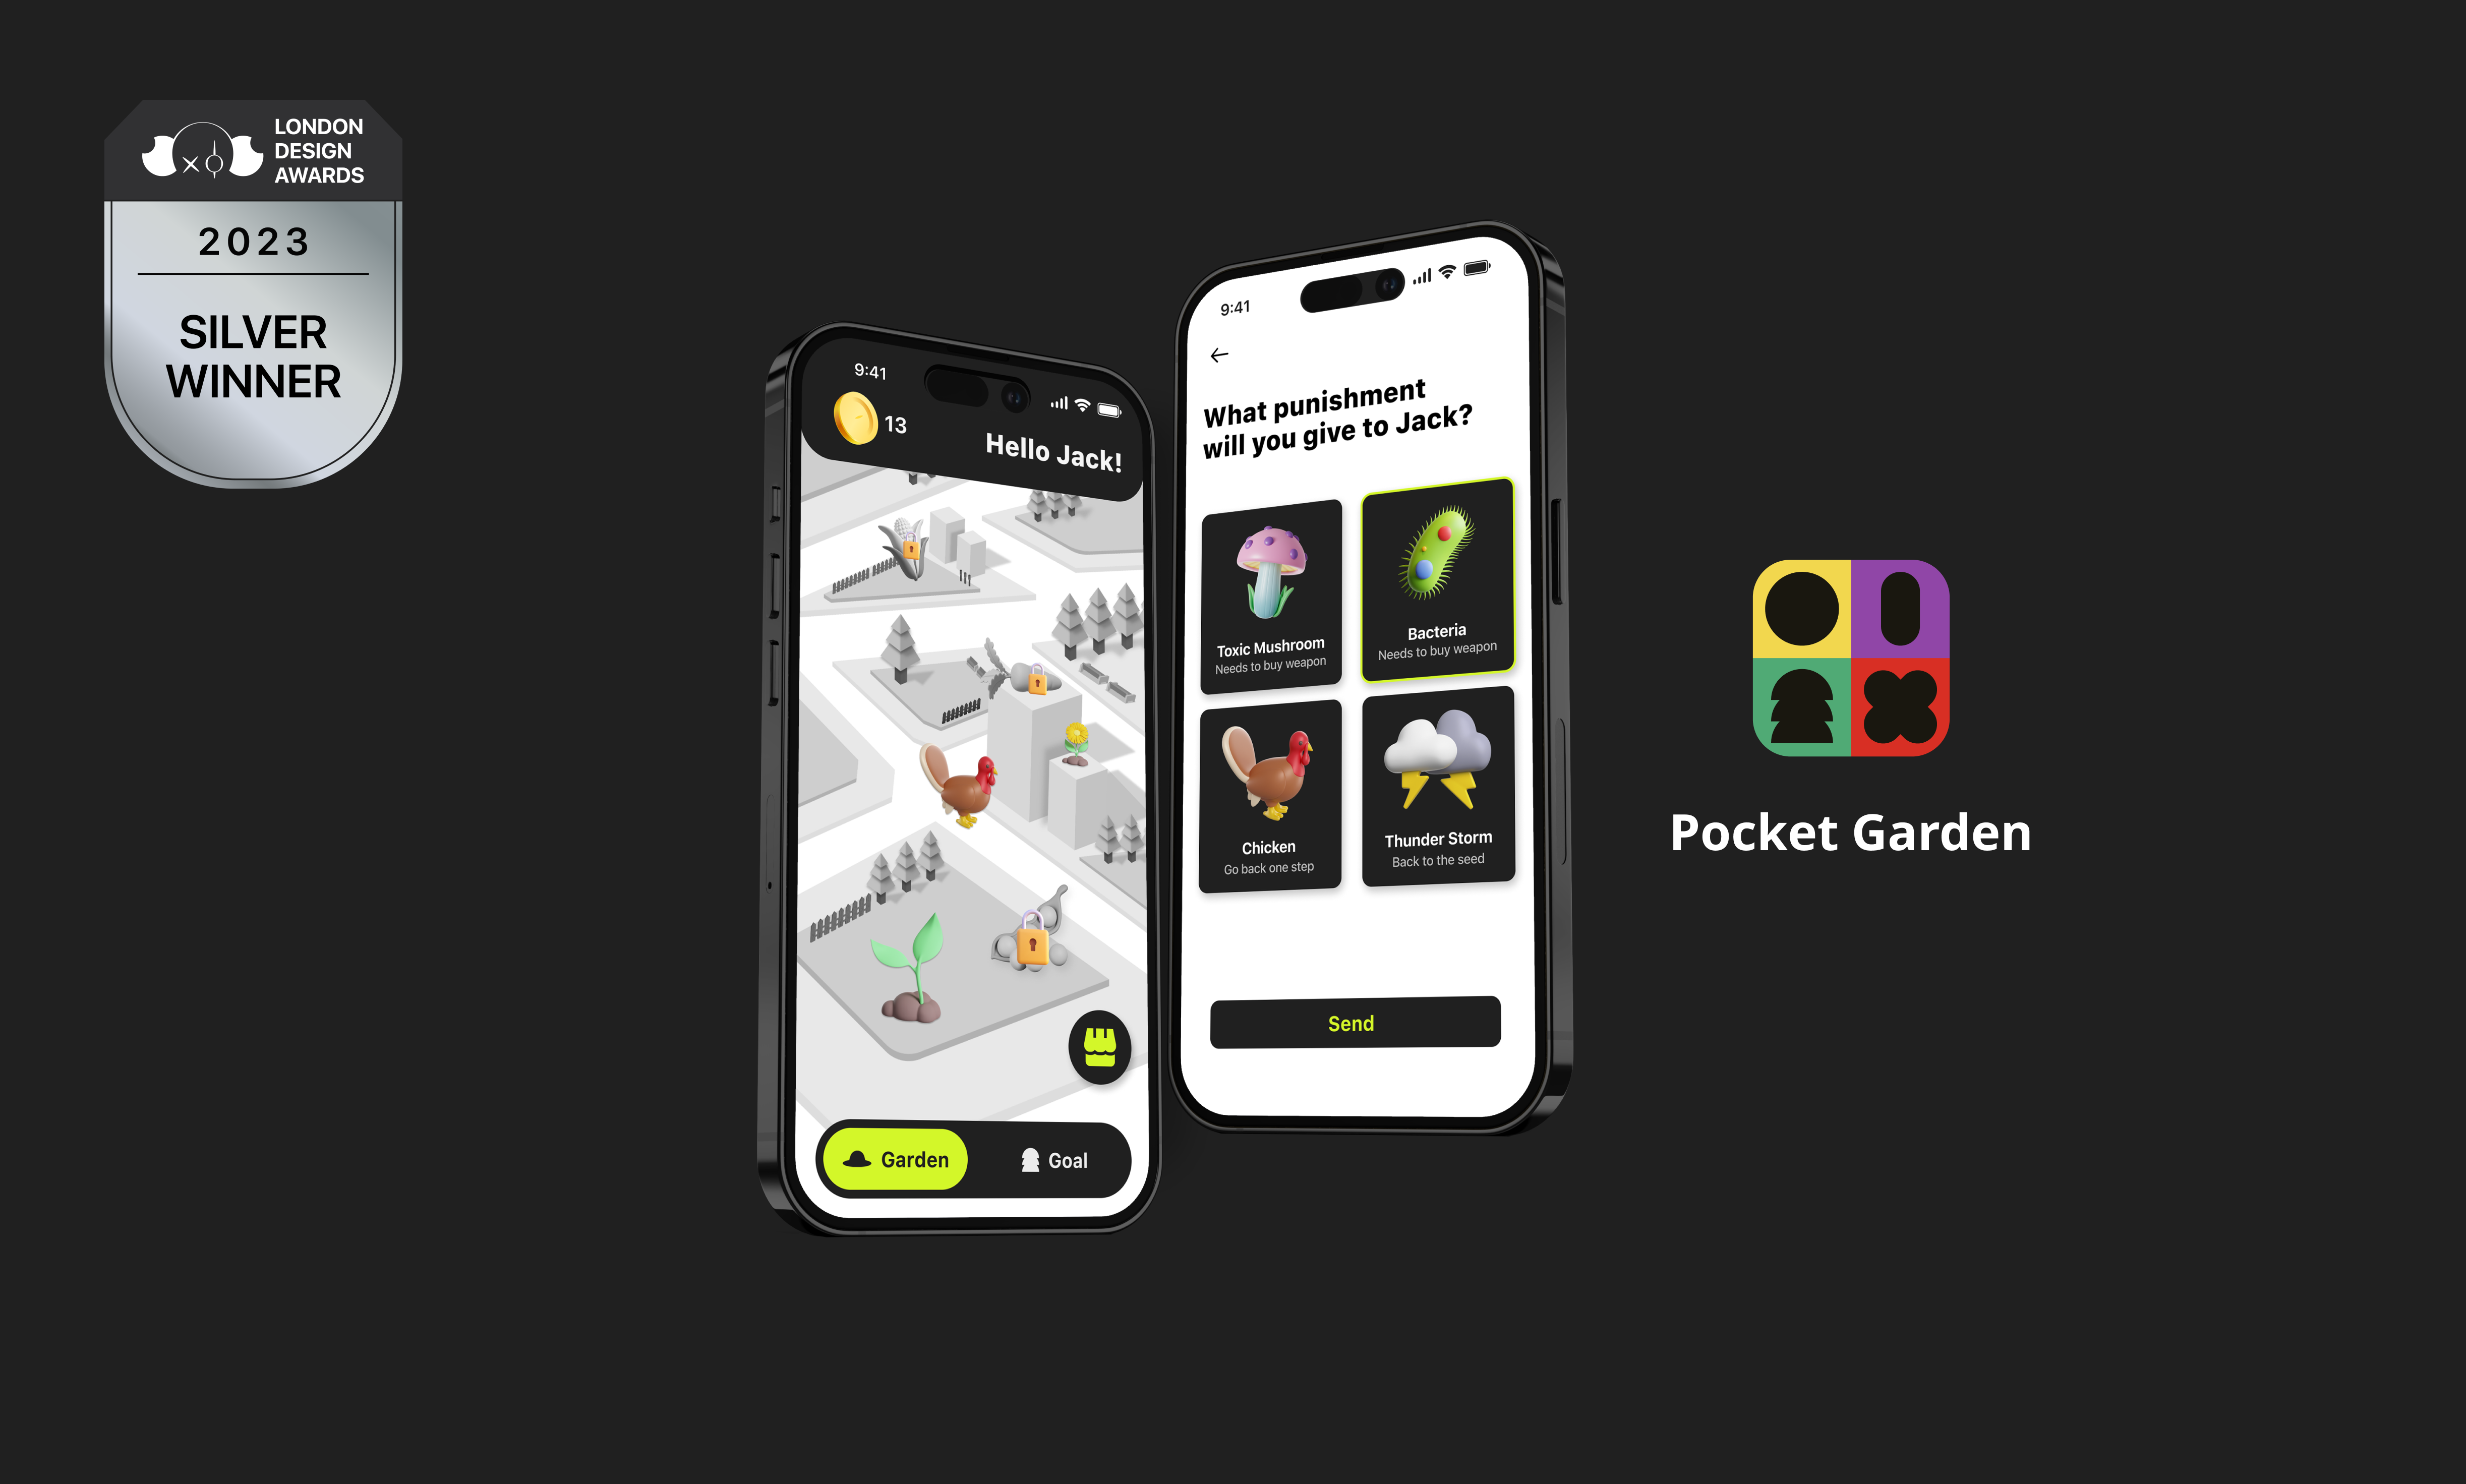 LONDON
DESIGN
AWARDS
2023
SILVER
WINNER
9:41
13
Hello Jack!
Garden
Goal
9:41
What punishment
will you give to Jack?
Toxic Mushroom
Needs to buy weapon
Bacteria
Needs to buy weapon
Chicken
Go back one step
Thunder Storm
Back to the seed
Send
Pocket Garden